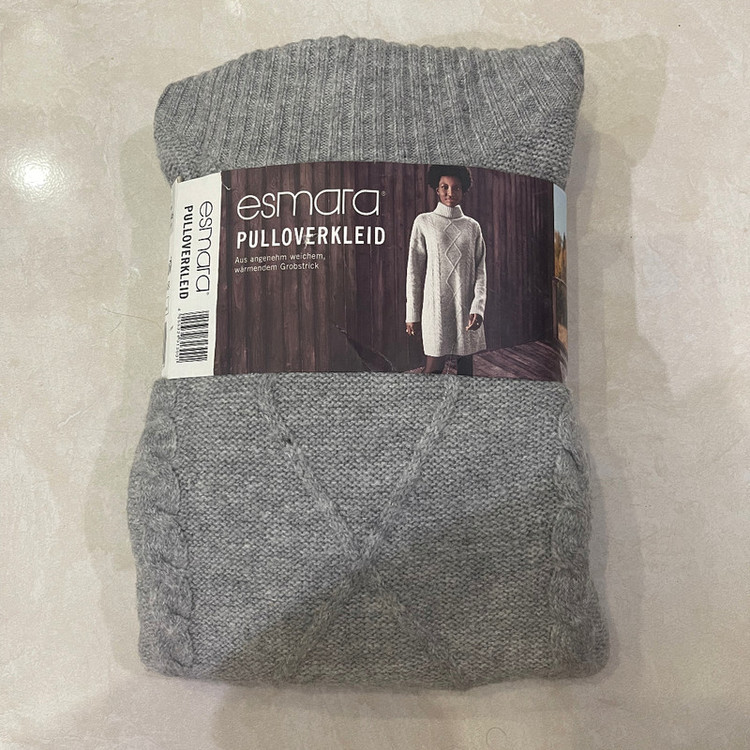 esmara®
PULLOVERKLEID
Aus angenehm weichem,
wärmendem Grobstrick
esmara®
PULLOVERKLEID